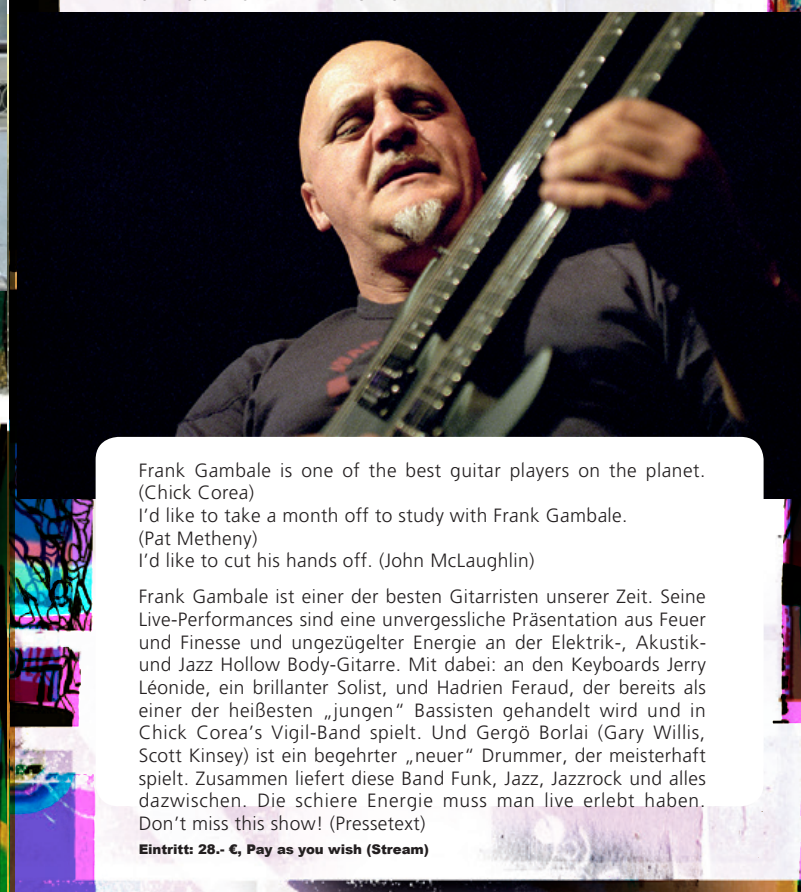 Frank Gambale is one of the best guitar players on the planet.
(Chick Corea)
I'd like to take a month off to study with Frank Gambale.
(Pat Metheny)
I'd like to cut his hands off. (John McLaughlin)
Frank Gambale ist einer der besten Gitarristen unserer Zeit. Seine
Live-Performances sind eine unvergessliche Präsentation aus Feuer
und Finesse und ungezügelter Energie an der Elektrik-, Akustik-
und Jazz Hollow Body-Gitarre. Mit dabei: an den Keyboards Jerry
Léonide, ein brillanter Solist, und Hadrien Feraud, der bereits als
einer der heißesten „jungen“ Bassisten gehandelt wird und in
Chick Corea's Vigil-Band spielt. Und Gergö Borlai (Gary Willis,
Scott Kinsey) ist ein begehrter „neuer“ Drummer, der meisterhaft
spielt. Zusammen liefert diese Band Funk, Jazz, Jazzrock und alles
dazwischen. Die schiere Energie muss man live erlebt haben.
Don't miss this show! (Pressetext)
Eintritt: 28.- €, Pay as you wish (Stream)